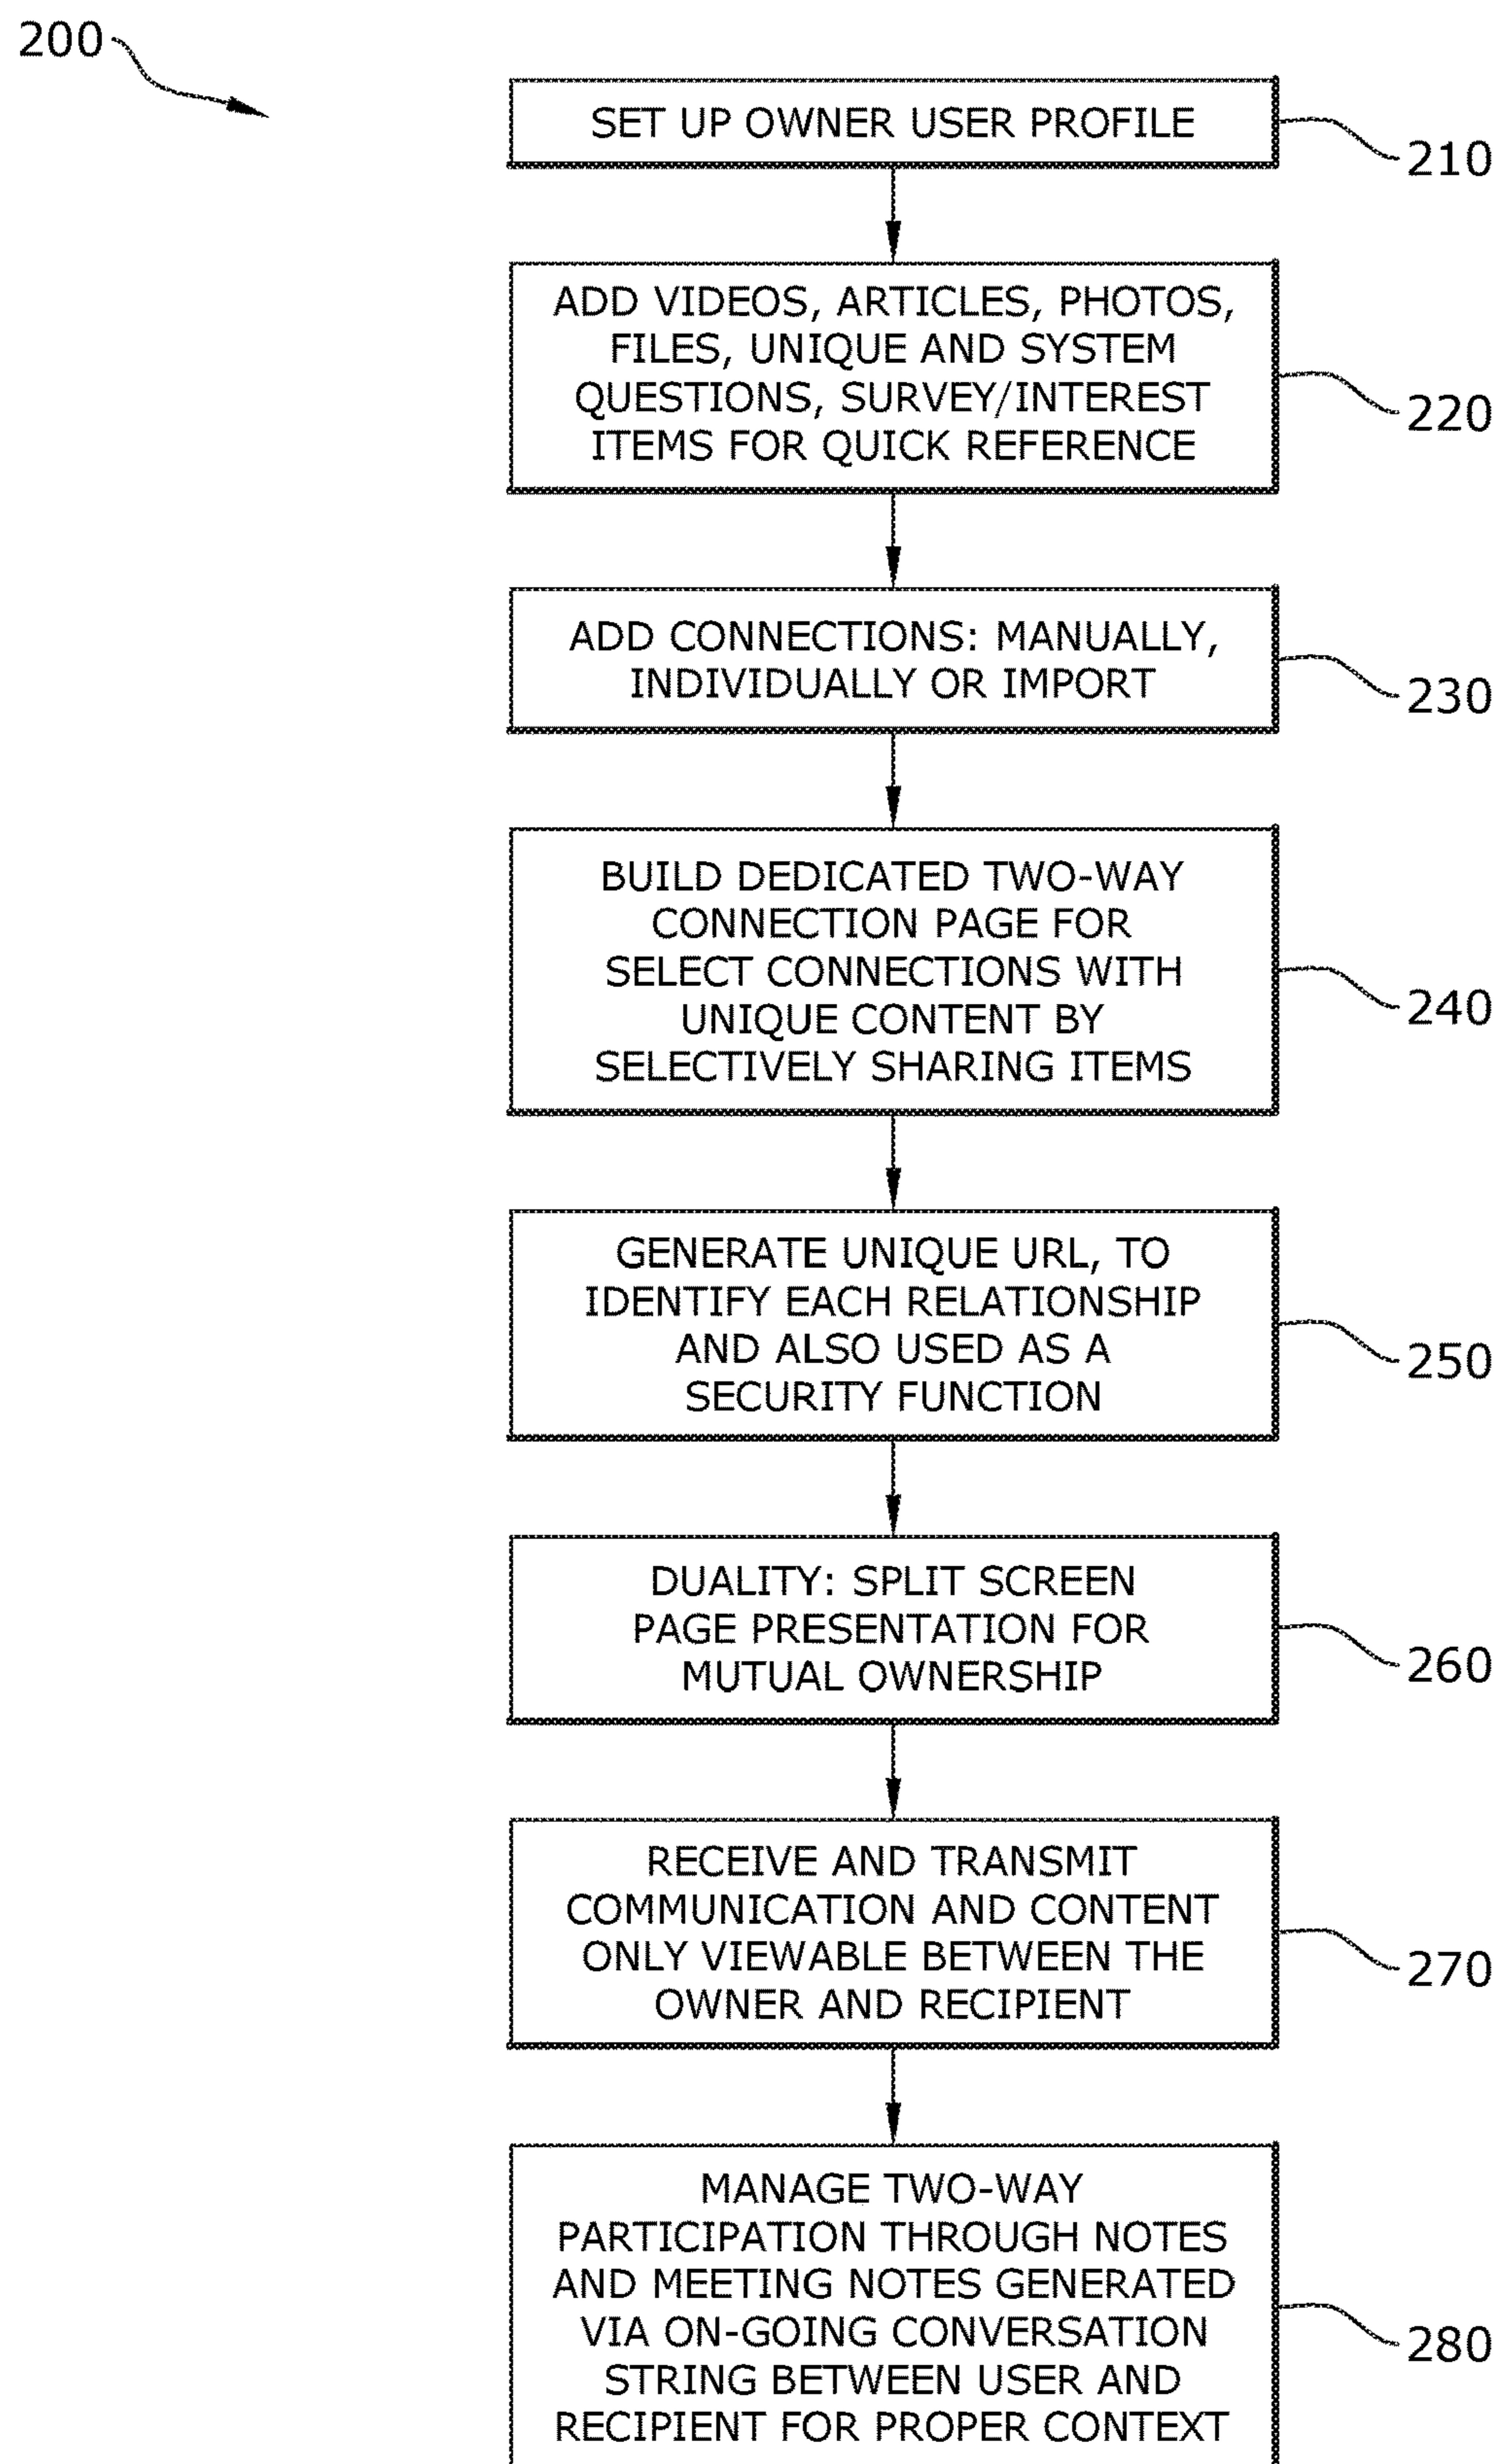 200
SET UP OWNER USER PROFILE
210
ADD VIDEOS, ARTICLES, PHOTOS,
FILES, UNIQUE AND SYSTEM
QUESTIONS, SURVEY/INTEREST
ITEMS FOR QUICK REFERENCE
220
ADD CONNECTIONS: MANUALLY,
INDIVIDUALLY OR IMPORT
230
BUILD DEDICATED TWO-WAY
CONNECTION PAGE FOR
SELECT CONNECTIONS WITH
UNIQUE CONTENT BY
SELECTIVELY SHARING ITEMS
240
GENERATE UNIQUE URL, TO
IDENTIFY EACH RELATIONSHIP
AND ALSO USED AS A
SECURITY FUNCTION
250
DUALITY: SPLIT SCREEN
PAGE PRESENTATION FOR
MUTUAL OWNERSHIP
260
RECEIVE AND TRANSMIT
COMMUNICATION AND CONTENT
ONLY VIEWABLE BETWEEN THE
OWNER AND RECIPIENT
270
MANAGE TWO-WAY
PARTICIPATION THROUGH NOTES
AND MEETING NOTES GENERATED
VIA ON-GOING CONVERSATION
STRING BETWEEN USER AND
RECIPIENT FOR PROPER CONTEXT
280